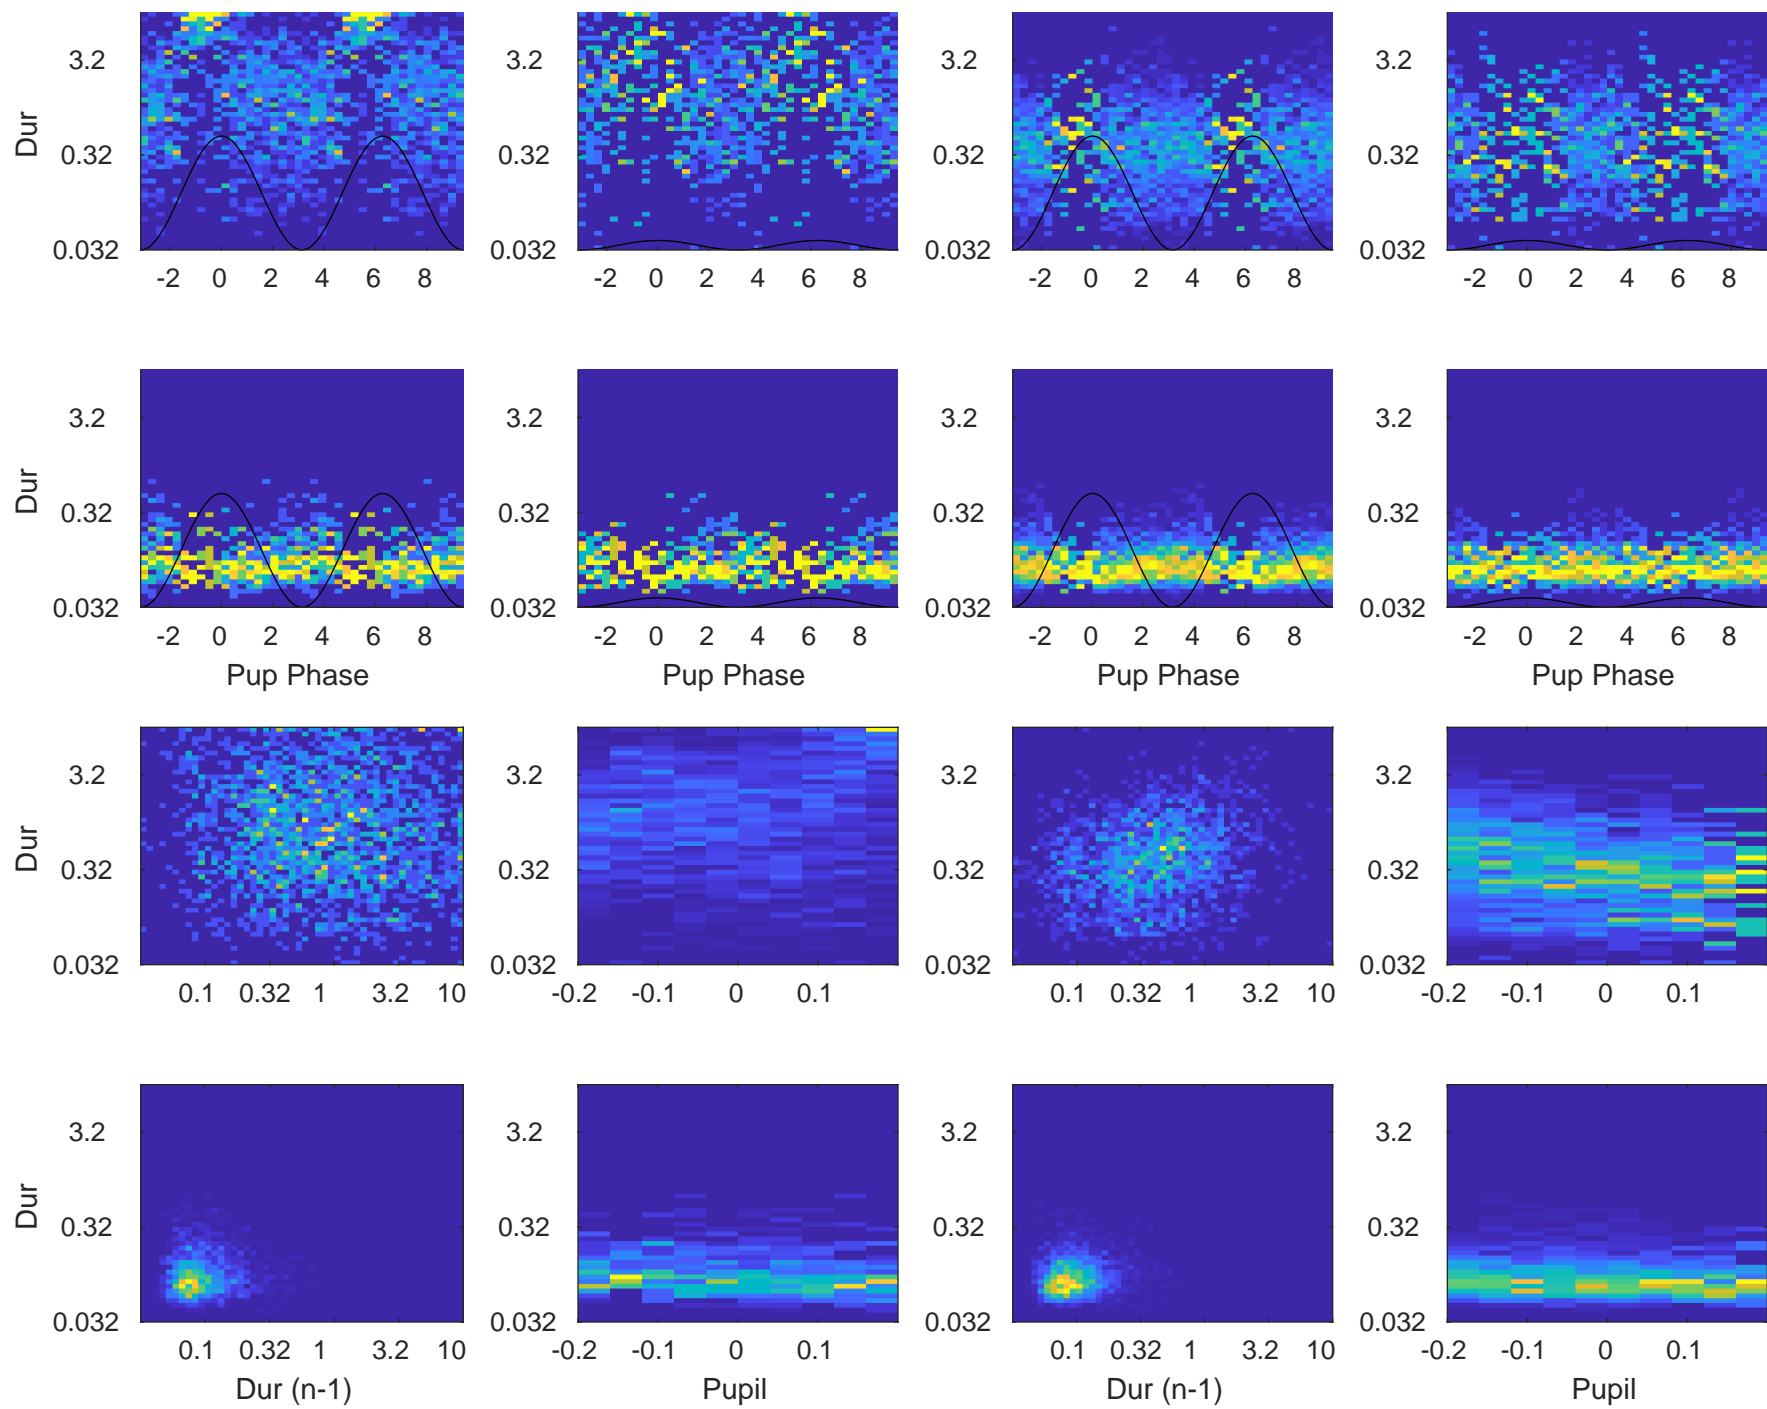 3.2 3.2 3.2 3.2
Dur
0.32 0.32 0.32 0.32
0.032 0.032 0.032 0.032
-2 0 2 4 6 8 -2 0 2 4 6 8 -2 0 2 4 6 8 -2 0 2 4 6 8
3.2 3.2 3.2 3.2
Dur
0.32 0.32 0.32 0.32
0.032 0.032 0.032 0.032
-2 0 2 4 6 8 -2 0 2 4 6 8 -2 0 2 4 6 8 -2 0 2 4 6 8
Pup Phase Pup Phase Pup Phase Pup Phase
3.2 3.2 3.2 3.2
Dur
0.32 0.32 0.32 0.32
0.032 0.032 0.032 0.032
0.1 0.32 1 3.2 10 -0.2 -0.1 0 0.1 0.1 0.32 1 3.2 10 -0.2 -0.1 0 0.1
3.2 3.2 3.2 3.2
Dur
0.32 0.32 0.32 0.32
0.032 0.032 0.032 0.032
0.1 0.32 1 3.2 10 -0.2 -0.1 0 0.1 0.1 0.32 1 3.2 10 -0.2 -0.1 0 0.1
Dur (n-1) Pupil Dur (n-1) Pupil